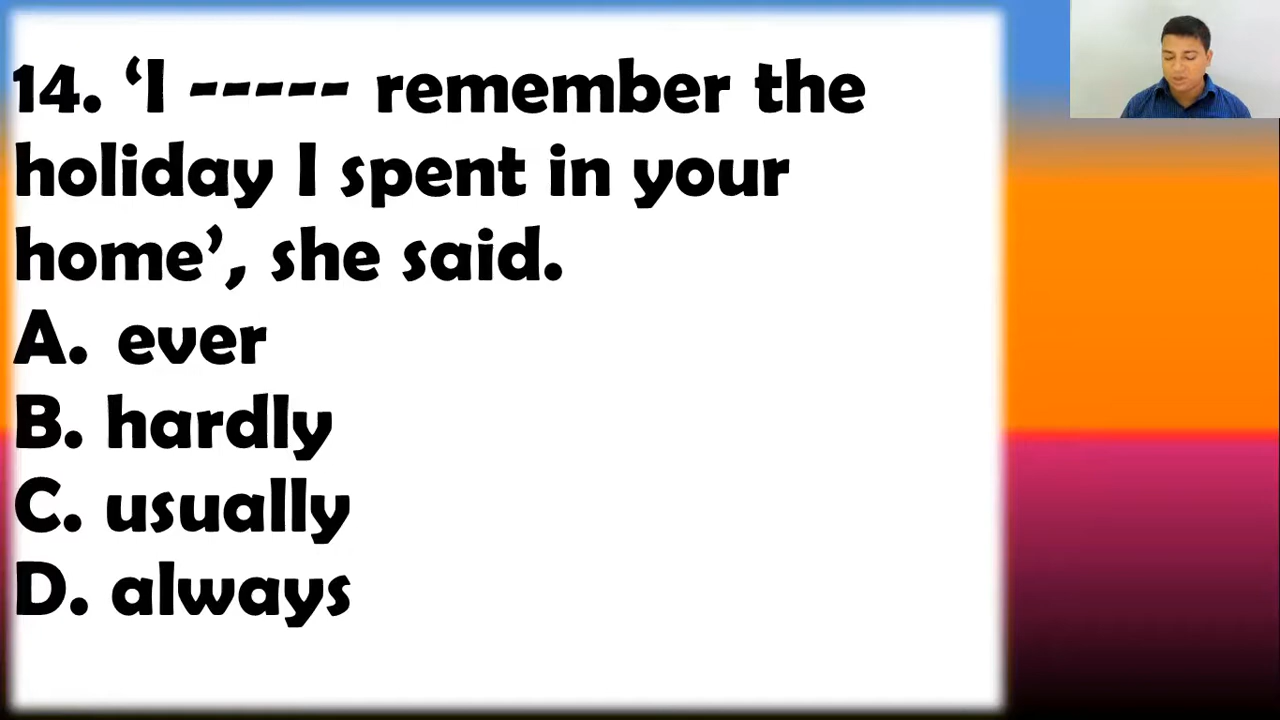 14. ‘I ----- remember the
holiday I spent in your
home’, she said.
A. ever
B. hardly
C. usually
D. always